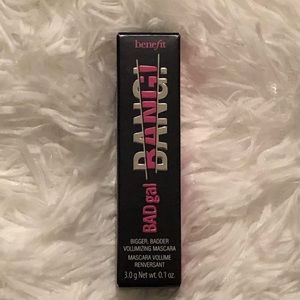 benefit
BADgal
BANG!
BIGGER, BADDER
VOLUMIZING MASCARA
MASCARA VOLUME
RENVERSANT
3.0 g Net wt. 0.1 oz.